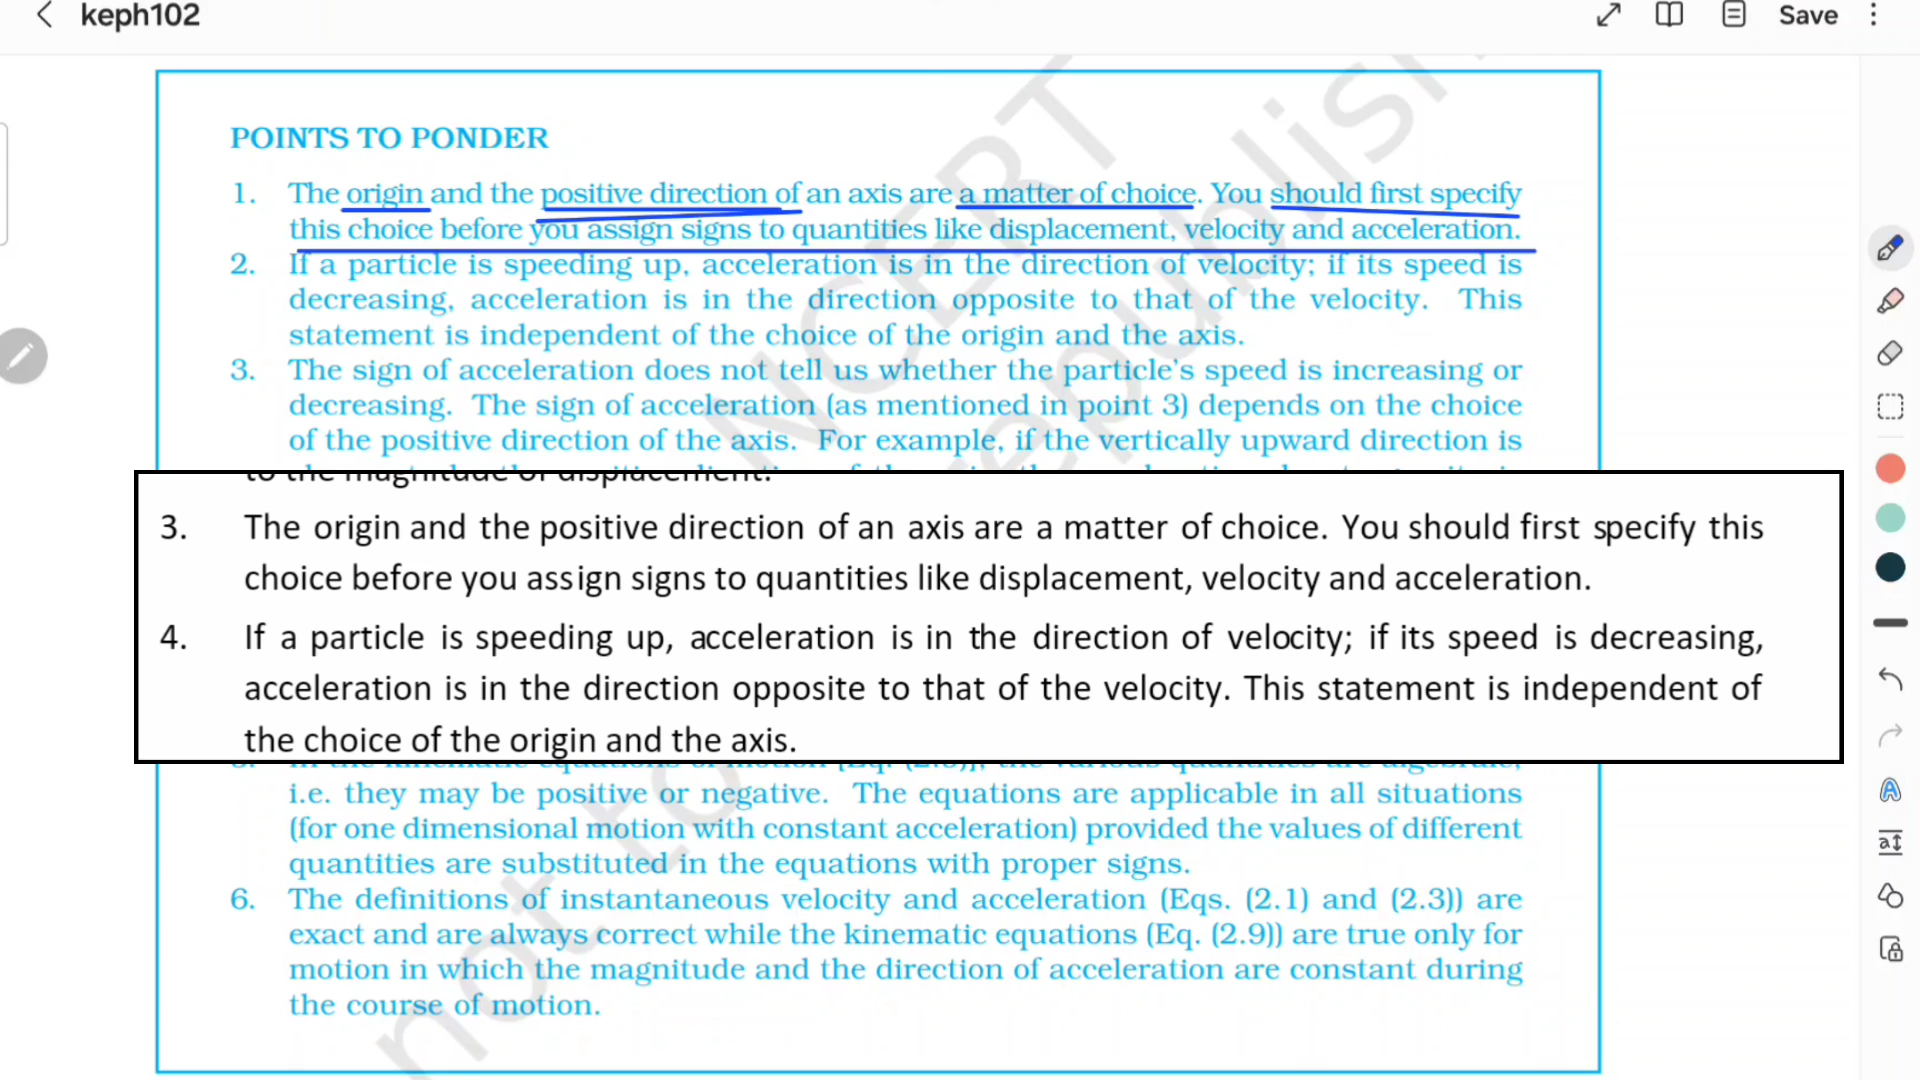 keph102
Save
POINTS TO PONDER
1. The origin and the positive direction of an axis are a matter of choice. You should first specify
this choice before you assign signs to quantities like displacement, velocity and acceleration.
2. If a particle is speeding up, acceleration is in the direction of velocity; if its speed is
decreasing, acceleration is in the direction opposite to that of the velocity. This
statement is independent of the choice of the origin and the axis.
3. The sign of acceleration does not tell us whether the particle's speed is increasing or
decreasing. The sign of acceleration (as mentioned in point 3) depends on the choice
of the positive direction of the axis. For example, if the vertically upward direction is
to the magnitude of displacement.
3. The origin and the positive direction of an axis are a matter of choice. You should first specify this
choice before you assign signs to quantities like displacement, velocity and acceleration.
4. If a particle is speeding up, acceleration is in the direction of velocity; if its speed is decreasing,
acceleration is in the direction opposite to that of the velocity. This statement is independent of
the choice of the origin and the axis.
i.e. they may be positive or negative. The equations are applicable in all situations
(for one dimensional motion with constant acceleration) provided the values of different
quantities are substituted in the equations with proper signs.
6. The definitions of instantaneous velocity and acceleration (Eqs. (2.1) and (2.3)) are
exact and are always correct while the kinematic equations (Eq. (2.9)) are true only for
motion in which the magnitude and the direction of acceleration are constant during
the course of motion.
NCERT
not to republish